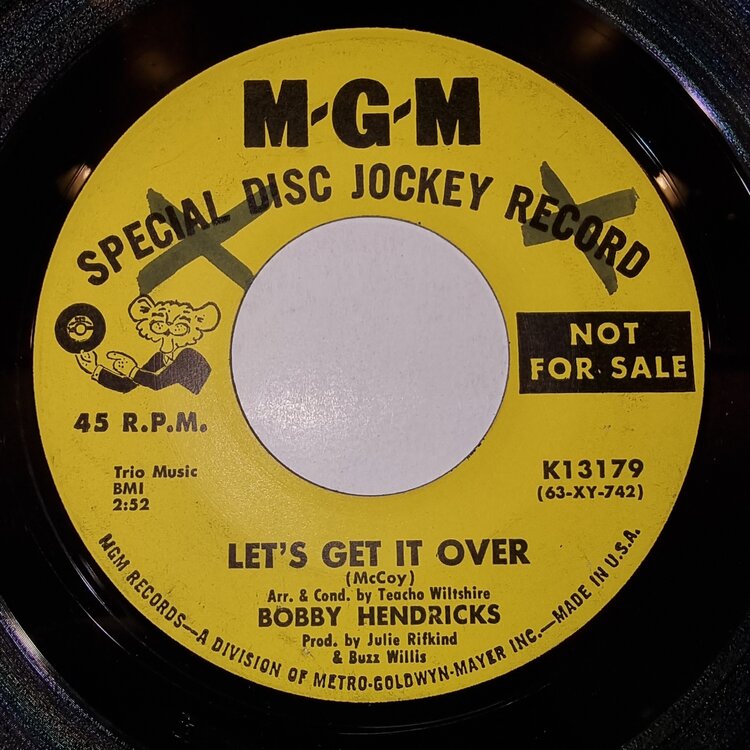 M-G-M
SPECIAL DISC JOCKEY RECORD
NOT
FOR SALE
45 R.P.M.
Trio Music
BMI
2:52
K13179
(63-XY-742)
LET'S GET IT OVER
(McCoy)
Arr. & Cond. by Teacho Wiltshire
BOBBY HENDRICKS
Prod. by Julie Rifkind
& Buzz Willis
MGM RECORDS—A DIVISION OF METRO-GOLDWYN-MAYER INC.—MADE IN U.S.A.